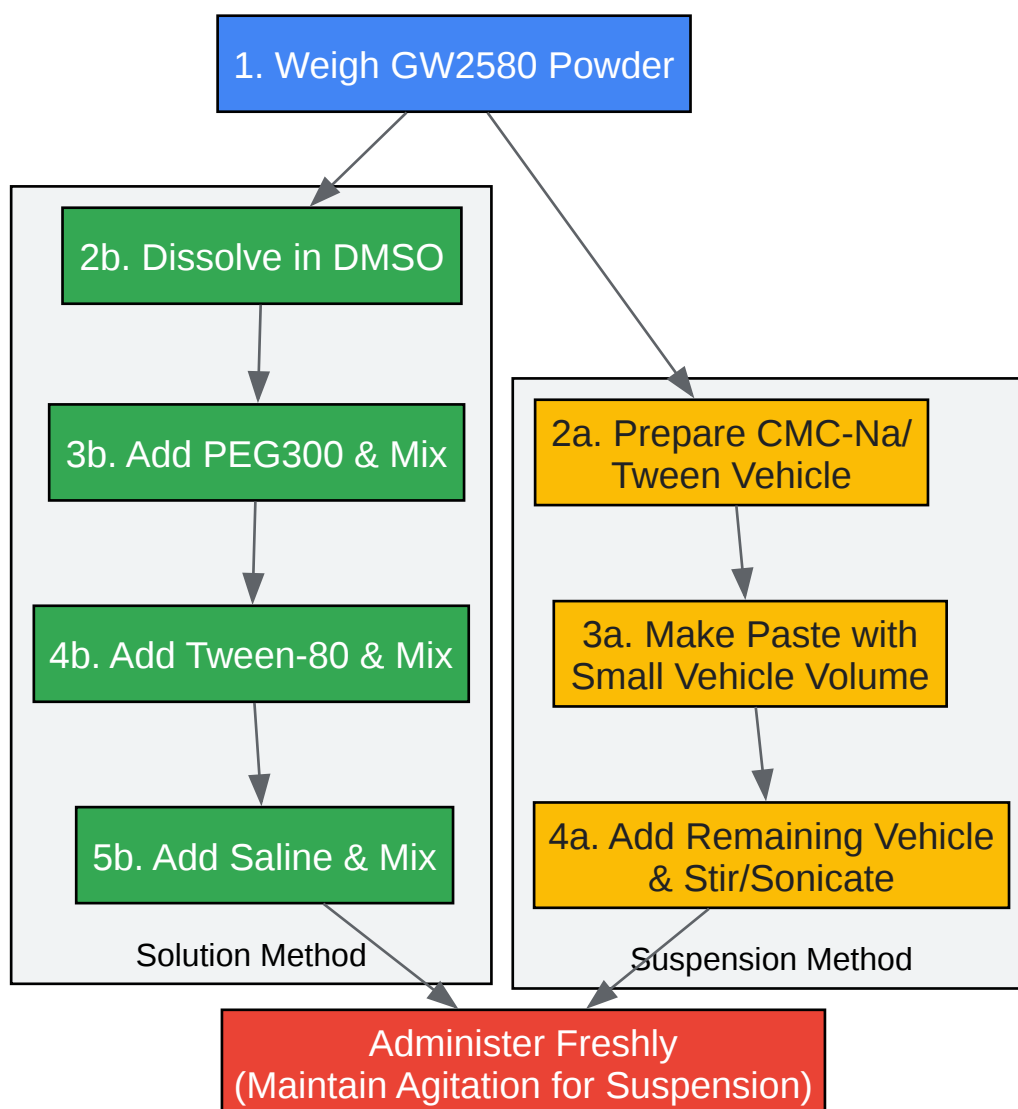 1. Weigh GW2580 Powder
2b. Dissolve in DMSO
3b. Add PEG300 & Mix
4b. Add Tween-80 & Mix
5b. Add Saline & Mix
Solution Method
2a. Prepare CMC-Na/
Tween Vehicle
3a. Make Paste with
Small Vehicle Volume
4a. Add Remaining Vehicle
& Stir/Sonicate
Suspension Method
Administer Freshly
(Maintain Agitation for Suspension)